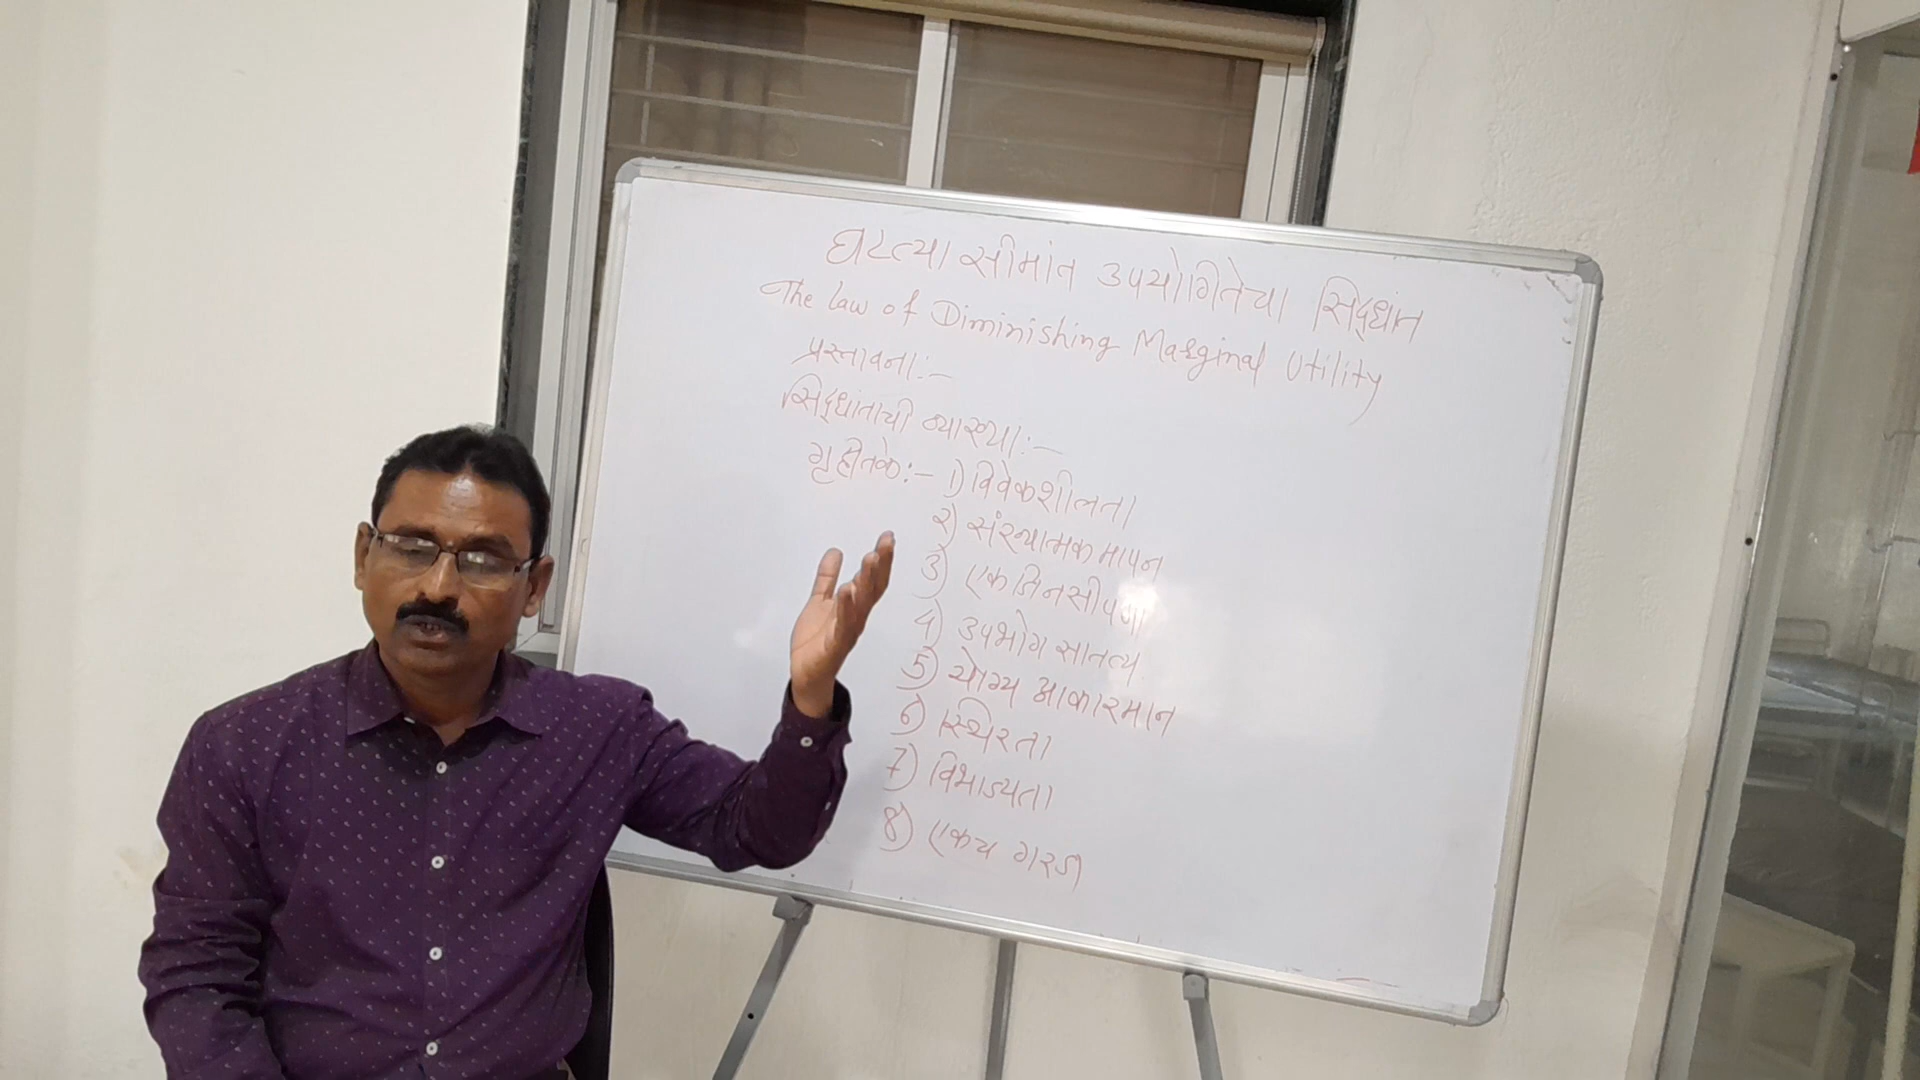 घटत्या सीमांत उपयोगितेचा सिद्धांत
The law of Diminishing Marginal Utility
प्रस्तावना:-
सिद्धांताची व्याख्या:-
गृहीतके:- 1) विवेकशीलता
२) संख्यात्मक मापन
3) एकजिनसीपणा
4) उपभोग सातत्य
5) योग्य आकारमान
6) स्थिरता
7) विभाज्यता
8) एकच गरज